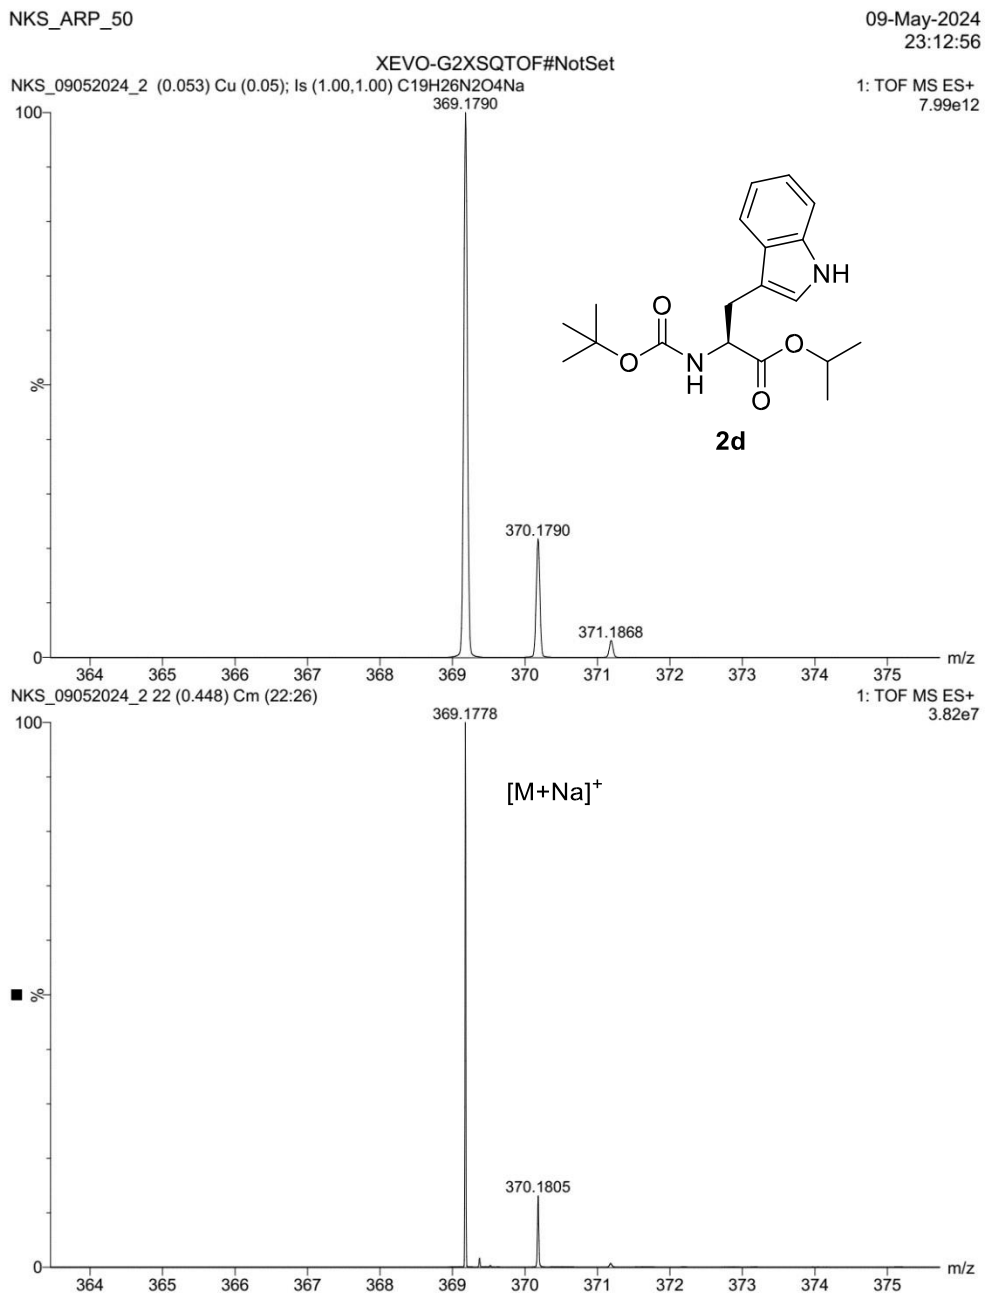 NKS_ARP_50
09-May-2024
23:12:56
XEVO-G2XSQTOF#NotSet
NKS_09052024_2 (0.053) Cu (0.05); Is (1.00,1.00) C19H26N2O4Na
1: TOF MS ES+
7.99e12
369.1790
100
NH
O
O
N
H
O
O
2d
%
370.1790
371.1868
0
m/z
364 365 366 367 368 369 370 371 372 373 374 375
NKS_09052024_2 22 (0.448) Cm (22:26)
1: TOF MS ES+
3.82e7
369.1778
100
[M+Na]+
%
370.1805
0
m/z
364 365 366 367 368 369 370 371 372 373 374 375